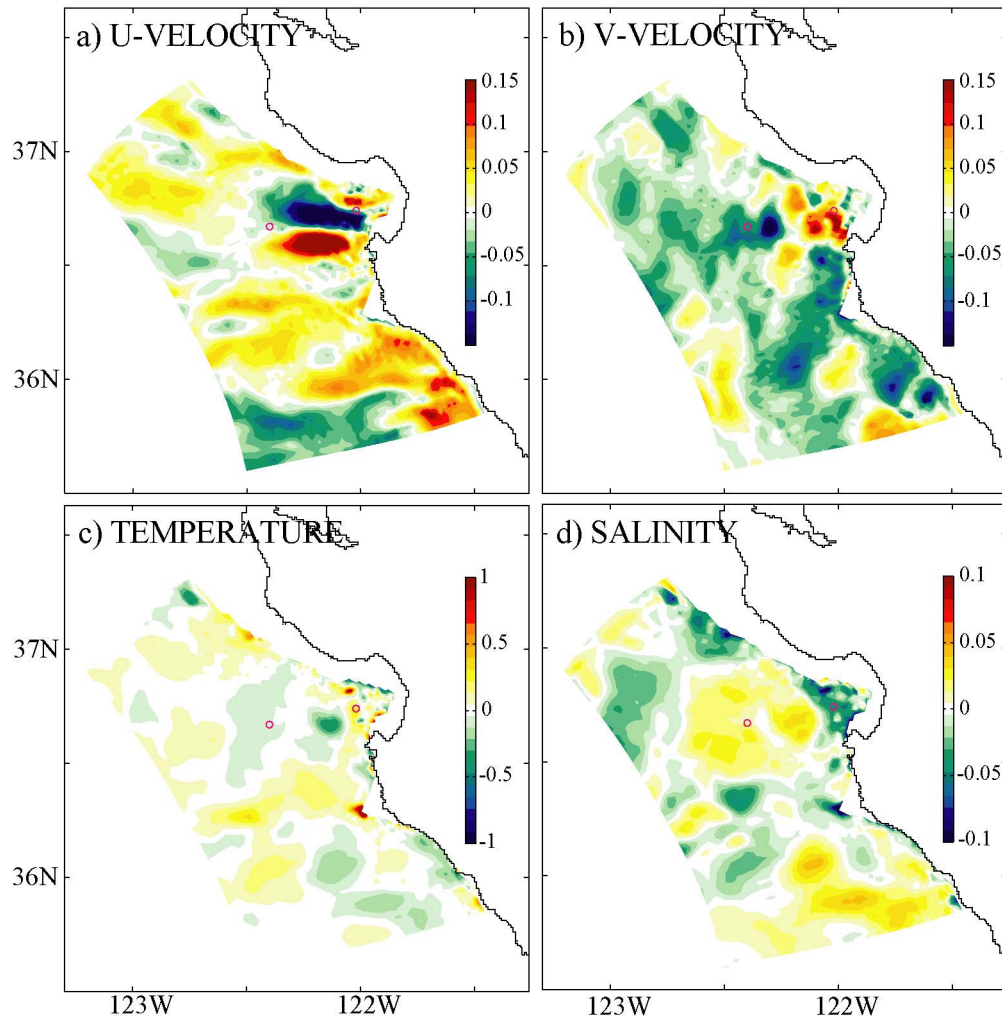 a) U-VELOCITY
b) V-VELOCITY
0.15
0.1
0.05
0
-0.05
-0.1
0.15
0.1
0.05
0
-0.05
-0.1
37N
36N
c) TEMPERATURE
d) SALINITY
1
0.5
0
-0.5
-1
0.1
0.05
0
-0.05
-0.1
37N
36N
123W
122W
123W
122W